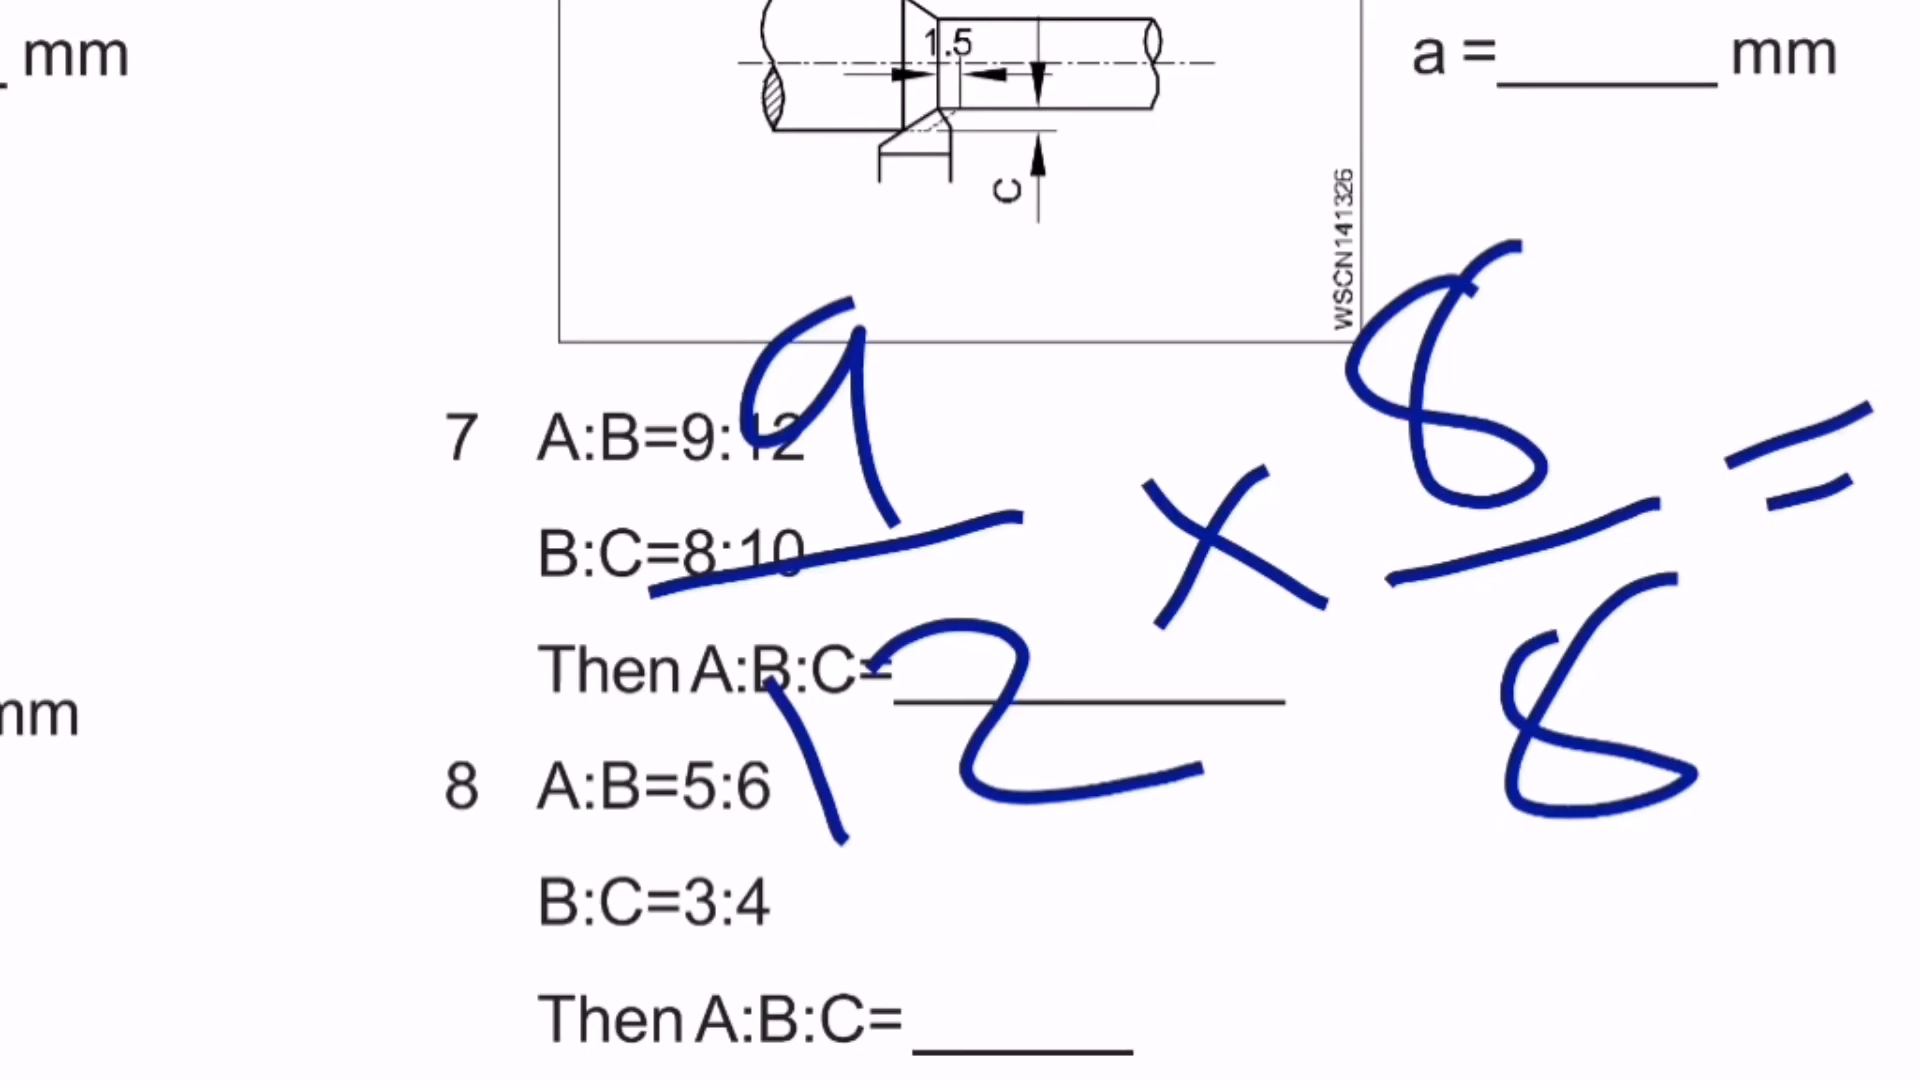 mm
1.5
a = mm
C
WSCN141326
7 A:B=9:12
B:C=8:10
Then A:B:C=
9/12 × 8/8 =
mm
8 A:B=5:6
B:C=3:4
Then A:B:C=